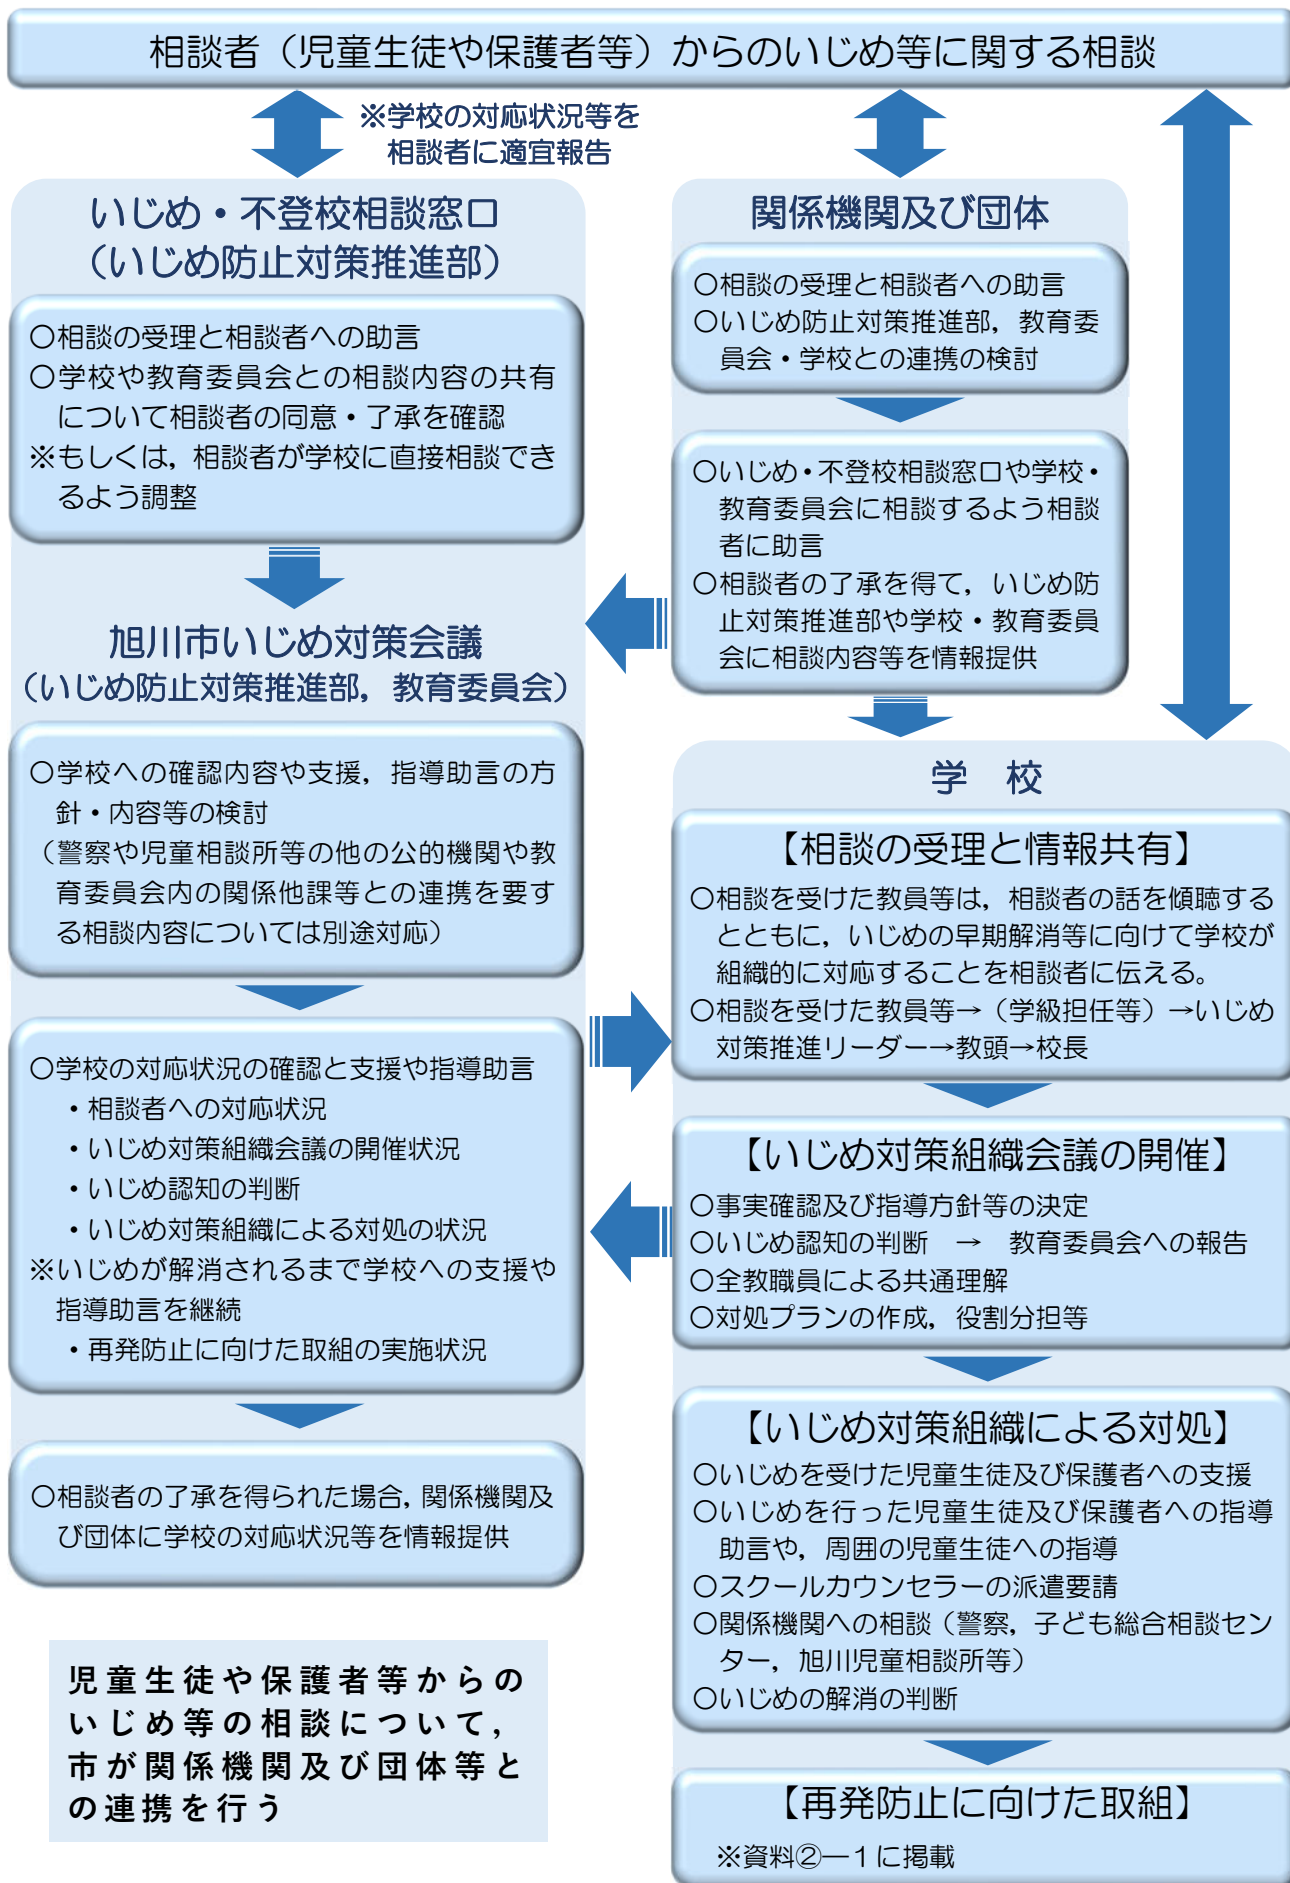 相談者（児童生徒や保護者等）からのいじめ等に関する相談
※学校の対応状況等を
相談者に適宜報告
いじめ・不登校相談窓口
（いじめ防止対策推進部）
〇相談の受理と相談者への助言
〇学校や教育委員会との相談内容の共有
について相談者の同意・了承を確認
※もしくは，相談者が学校に直接相談でき
るよう調整
旭川市いじめ対策会議
（いじめ防止対策推進部，教育委員会）
〇学校への確認内容や支援，指導助言の方
針・内容等の検討
（警察や児童相談所等の他の公的機関や教
育委員会内の関係他課等との連携を要す
る相談内容については別途対応）
〇学校の対応状況の確認と支援や指導助言
・相談者への対応状況
・いじめ対策組織会議の開催状況
・いじめ認知の判断
・いじめ対策組織による対処の状況
※いじめが解消されるまで学校への支援や
指導助言を継続
・再発防止に向けた取組の実施状況
〇相談者の了承を得られた場合，関係機関及
び団体に学校の対応状況等を情報提供
児童生徒や保護者等からの
いじめ等の相談について，
市が関係機関及び団体等と
の連携を行う
関係機関及び団体
〇相談の受理と相談者への助言
〇いじめ防止対策推進部，教育委
員会・学校との連携の検討
〇いじめ・不登校相談窓口や学校・
教育委員会に相談するよう相談
者に助言
〇相談者の了承を得て，いじめ防
止対策推進部や学校・教育委員
会に相談内容等を情報提供
学　校
【相談の受理と情報共有】
〇相談を受けた教員等は，相談者の話を傾聴する
とともに，いじめの早期解消等に向けて学校が
組織的に対応することを相談者に伝える。
〇相談を受けた教員等→（学級担任等）→いじめ
対策推進リーダー→教頭→校長
【いじめ対策組織会議の開催】
〇事実確認及び指導方針等の決定
〇いじめ認知の判断　→　教育委員会への報告
〇全教職員による共通理解
〇対処プランの作成，役割分担等
【いじめ対策組織による対処】
〇いじめを受けた児童生徒及び保護者への支援
〇いじめを行った児童生徒及び保護者への指導
助言や，周囲の児童生徒への指導
〇スクールカウンセラーの派遣要請
〇関係機関への相談（警察，子ども総合相談セン
ター，旭川児童相談所等）
〇いじめの解消の判断
【再発防止に向けた取組】
※資料②―１に掲載